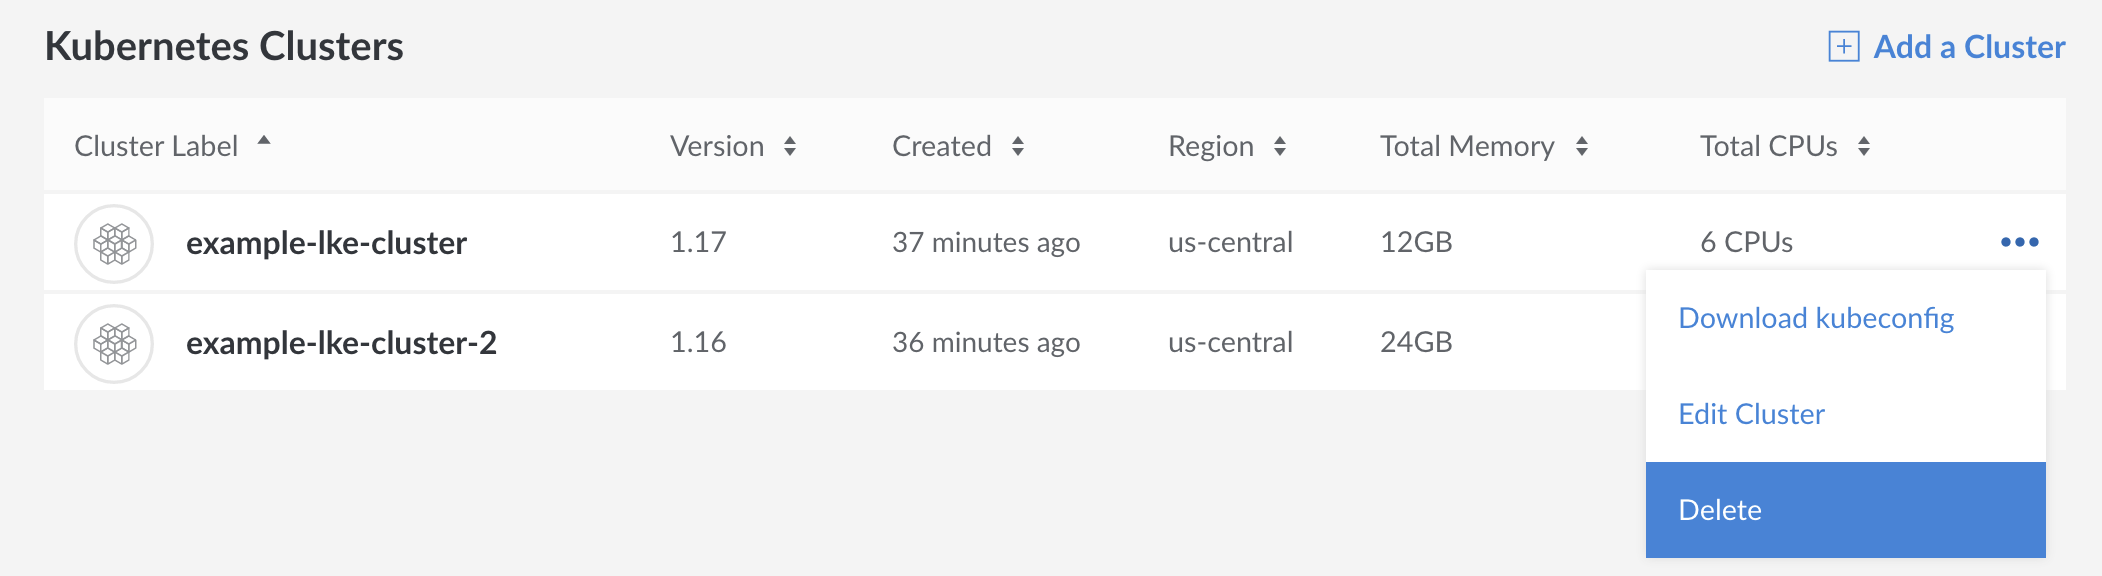 Kubernetes Clusters
Add a Cluster
Cluster Label Version Created Region Total Memory Total CPUs
example-lke-cluster 1.17 37 minutes ago us-central 12GB 6 CPUs
example-lke-cluster-2 1.16 36 minutes ago us-central 24GB
Download kubeconfig
Edit Cluster
Delete